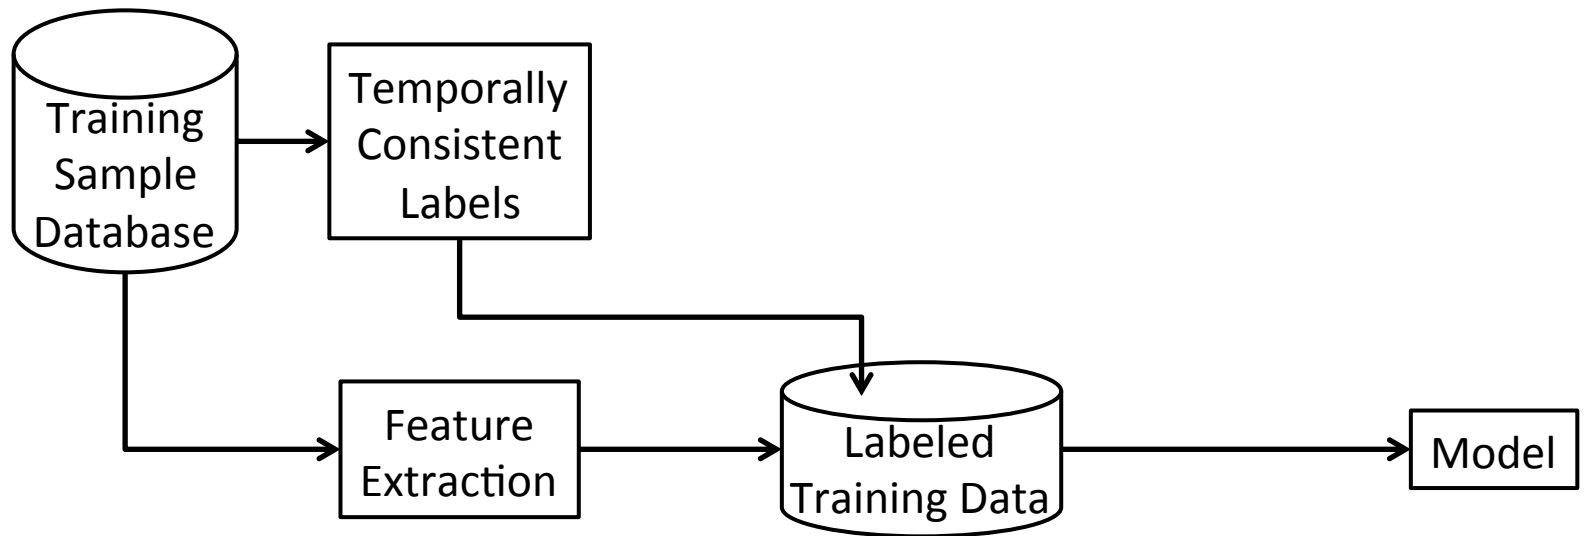 Training
Sample
Database
Temporally
Consistent
Labels
Feature
Extraction
Labeled
Training Data
Model